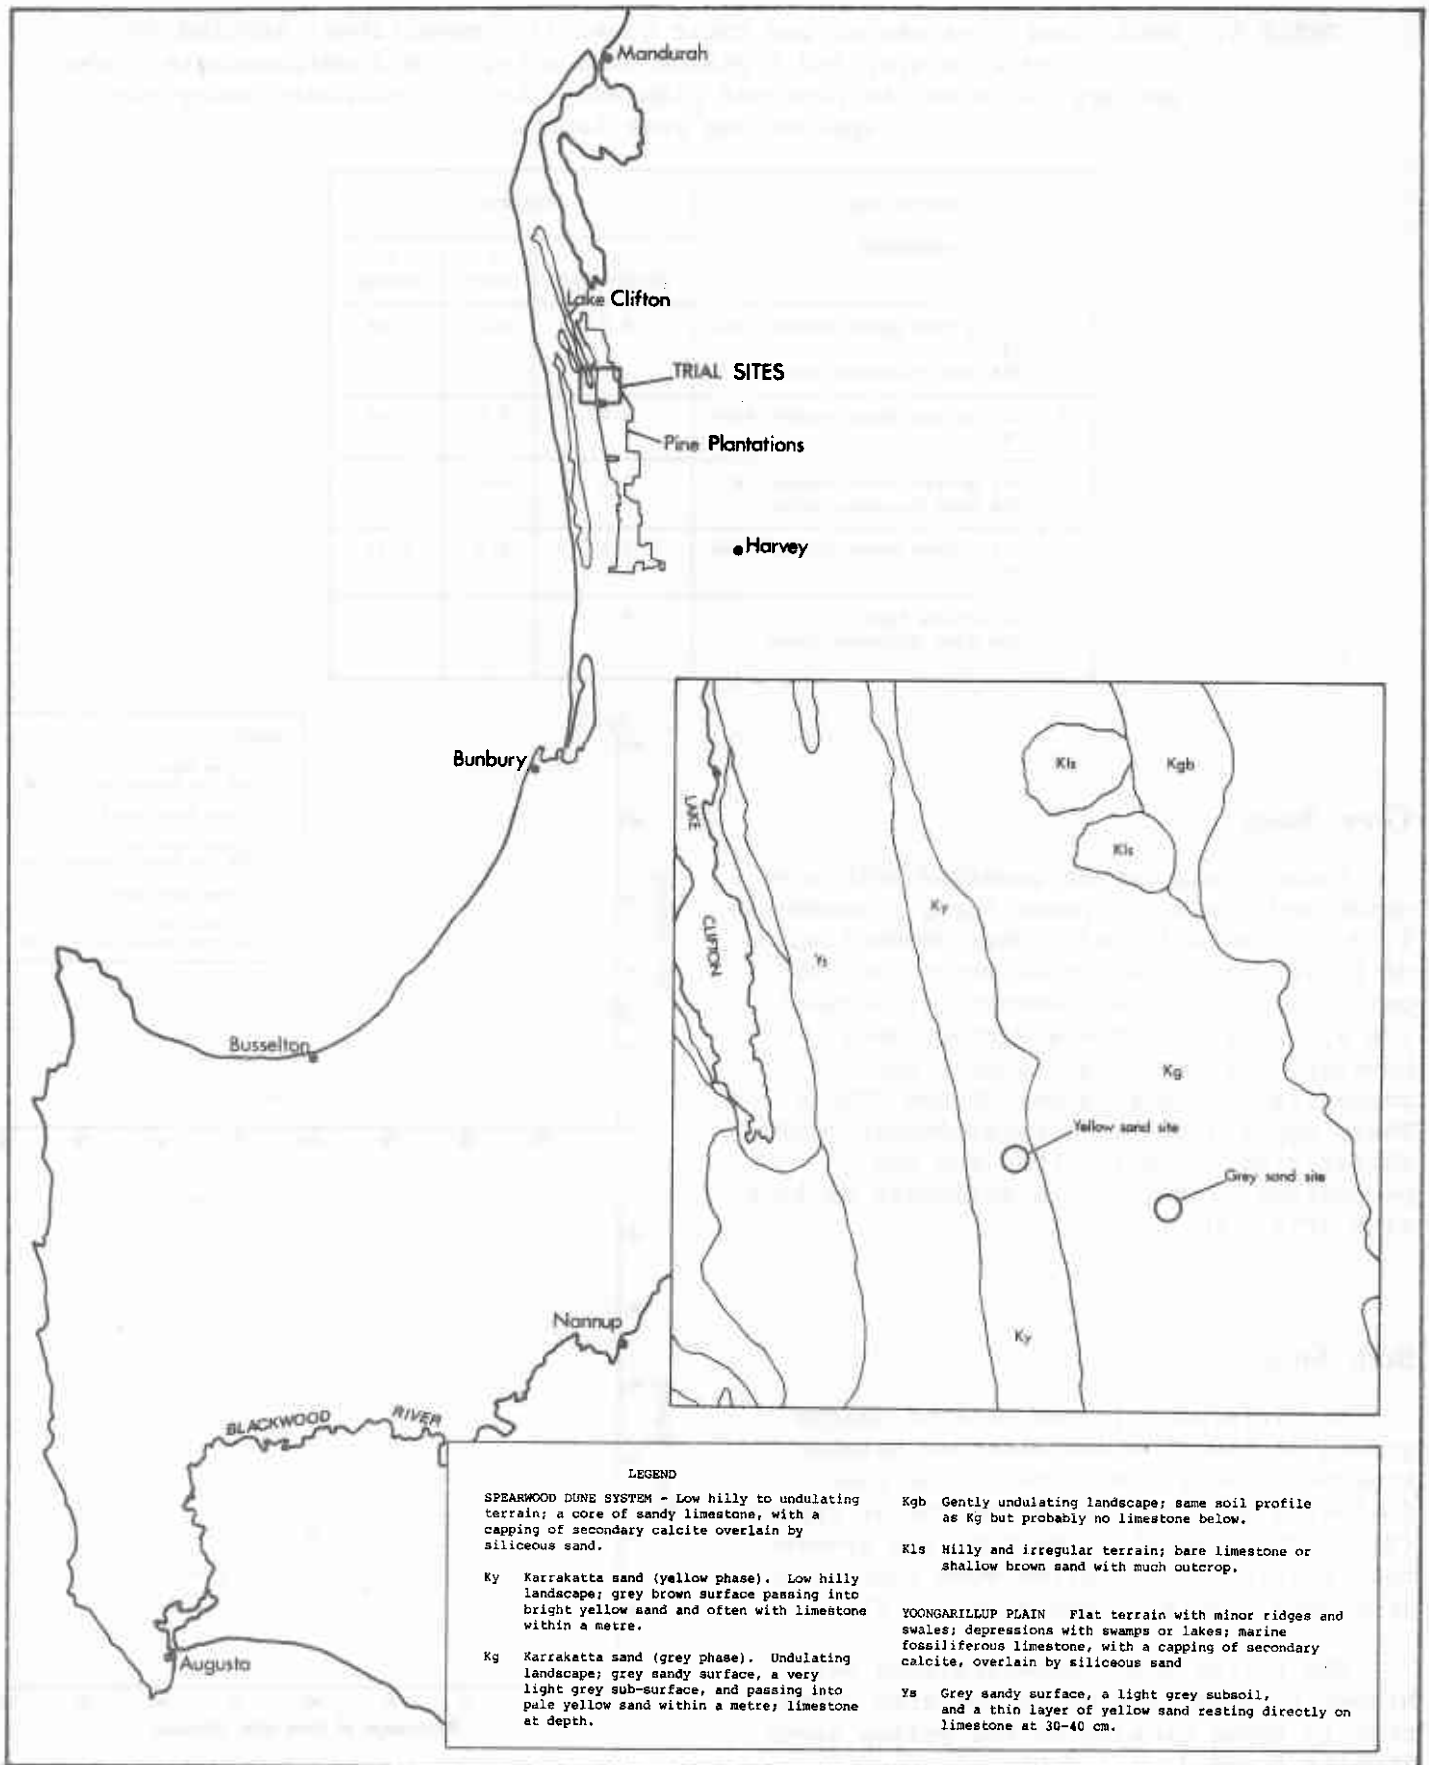 Mandurah
Lake Clifton
TRIAL SITES
Pine Plantations
Harvey
Bunbury
Busselton
Nannup
BLACKWOOD RIVER
Augusta
LAKE
CLIFTON
Kls
Kgb
Kls
Ky
Ys
Kg
Yellow sand site
Grey sand site
Ky
LEGEND
SPEARWOOD DUNE SYSTEM - Low hilly to undulating
terrain; a core of sandy limestone, with a
capping of secondary calcite overlain by
siliceous sand.
Ky Karrakatta sand (yellow phase). Low hilly
landscape; grey brown surface passing into
bright yellow sand and often with limestone
within a metre.
Kg Karrakatta sand (grey phase). Undulating
landscape; grey sandy surface, a very
light grey sub-surface, and passing into
pale yellow sand within a metre; limestone
at depth.
Kgb Gently undulating landscape; same soil profile
as Kg but probably no limestone below.
Kls Hilly and irregular terrain; bare limestone or
shallow brown sand with much outcrop.
YOONGARILLUP PLAIN Flat terrain with minor ridges and
swales; depressions with swamps or lakes; marine
fossiliferous limestone, with a capping of secondary
calcite, overlain by siliceous sand
Ys Grey sandy surface, a light grey subsoil,
and a thin layer of yellow sand resting directly on
limestone at 30-40 cm.